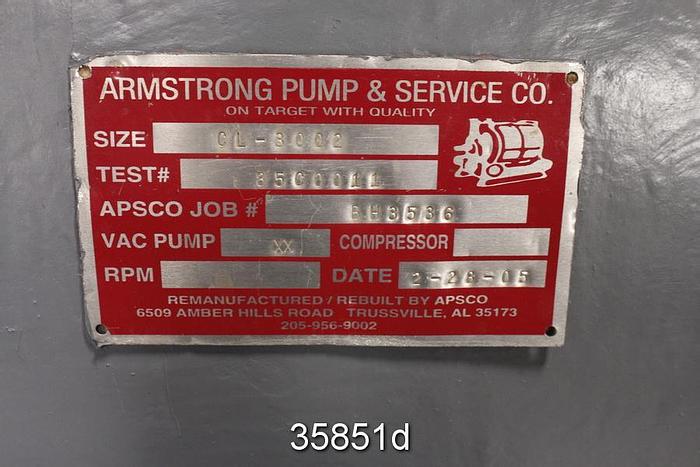 ARMSTRONG PUMP & SERVICE CO.
ON TARGET WITH QUALITY
SIZE CL-3002
TEST# 35C0011
APSCO JOB # BH3536
VAC PUMP XX COMPRESSOR
RPM DATE 2-28-05
REMANUFACTURED / REBUILT BY APSCO
6509 AMBER HILLS ROAD TRUSSVILLE, AL 35173
205-956-9002
35851d